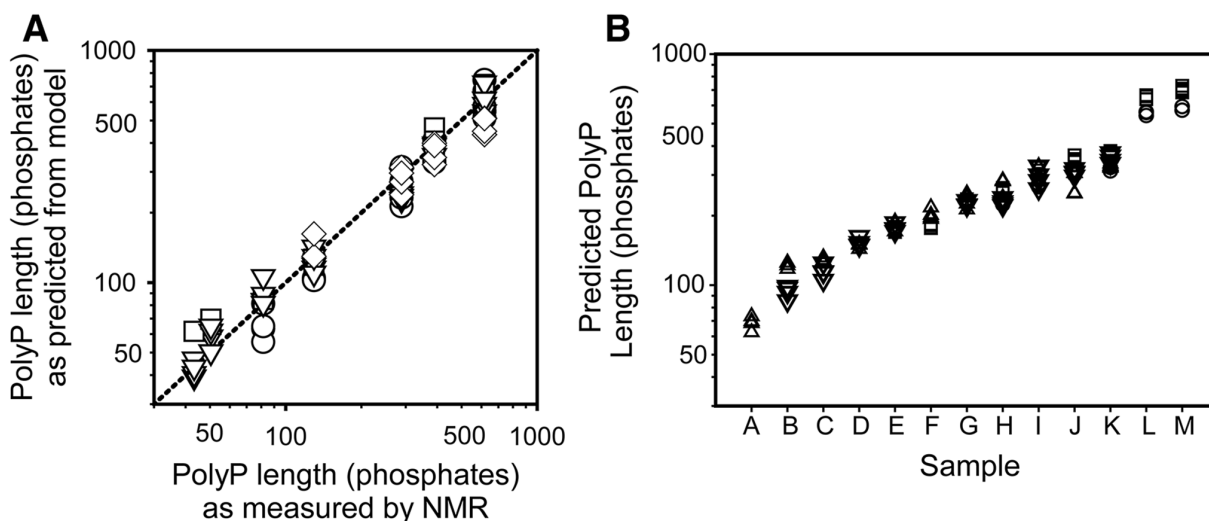 A
PolyP length (phosphates)
as predicted from model
1000
500
100
50
50 100 500 1000
PolyP length (phosphates)
as measured by NMR
B
Predicted PolyP
Length (phosphates)
1000
500
100
50
A B C D E F G H I J K L M
Sample